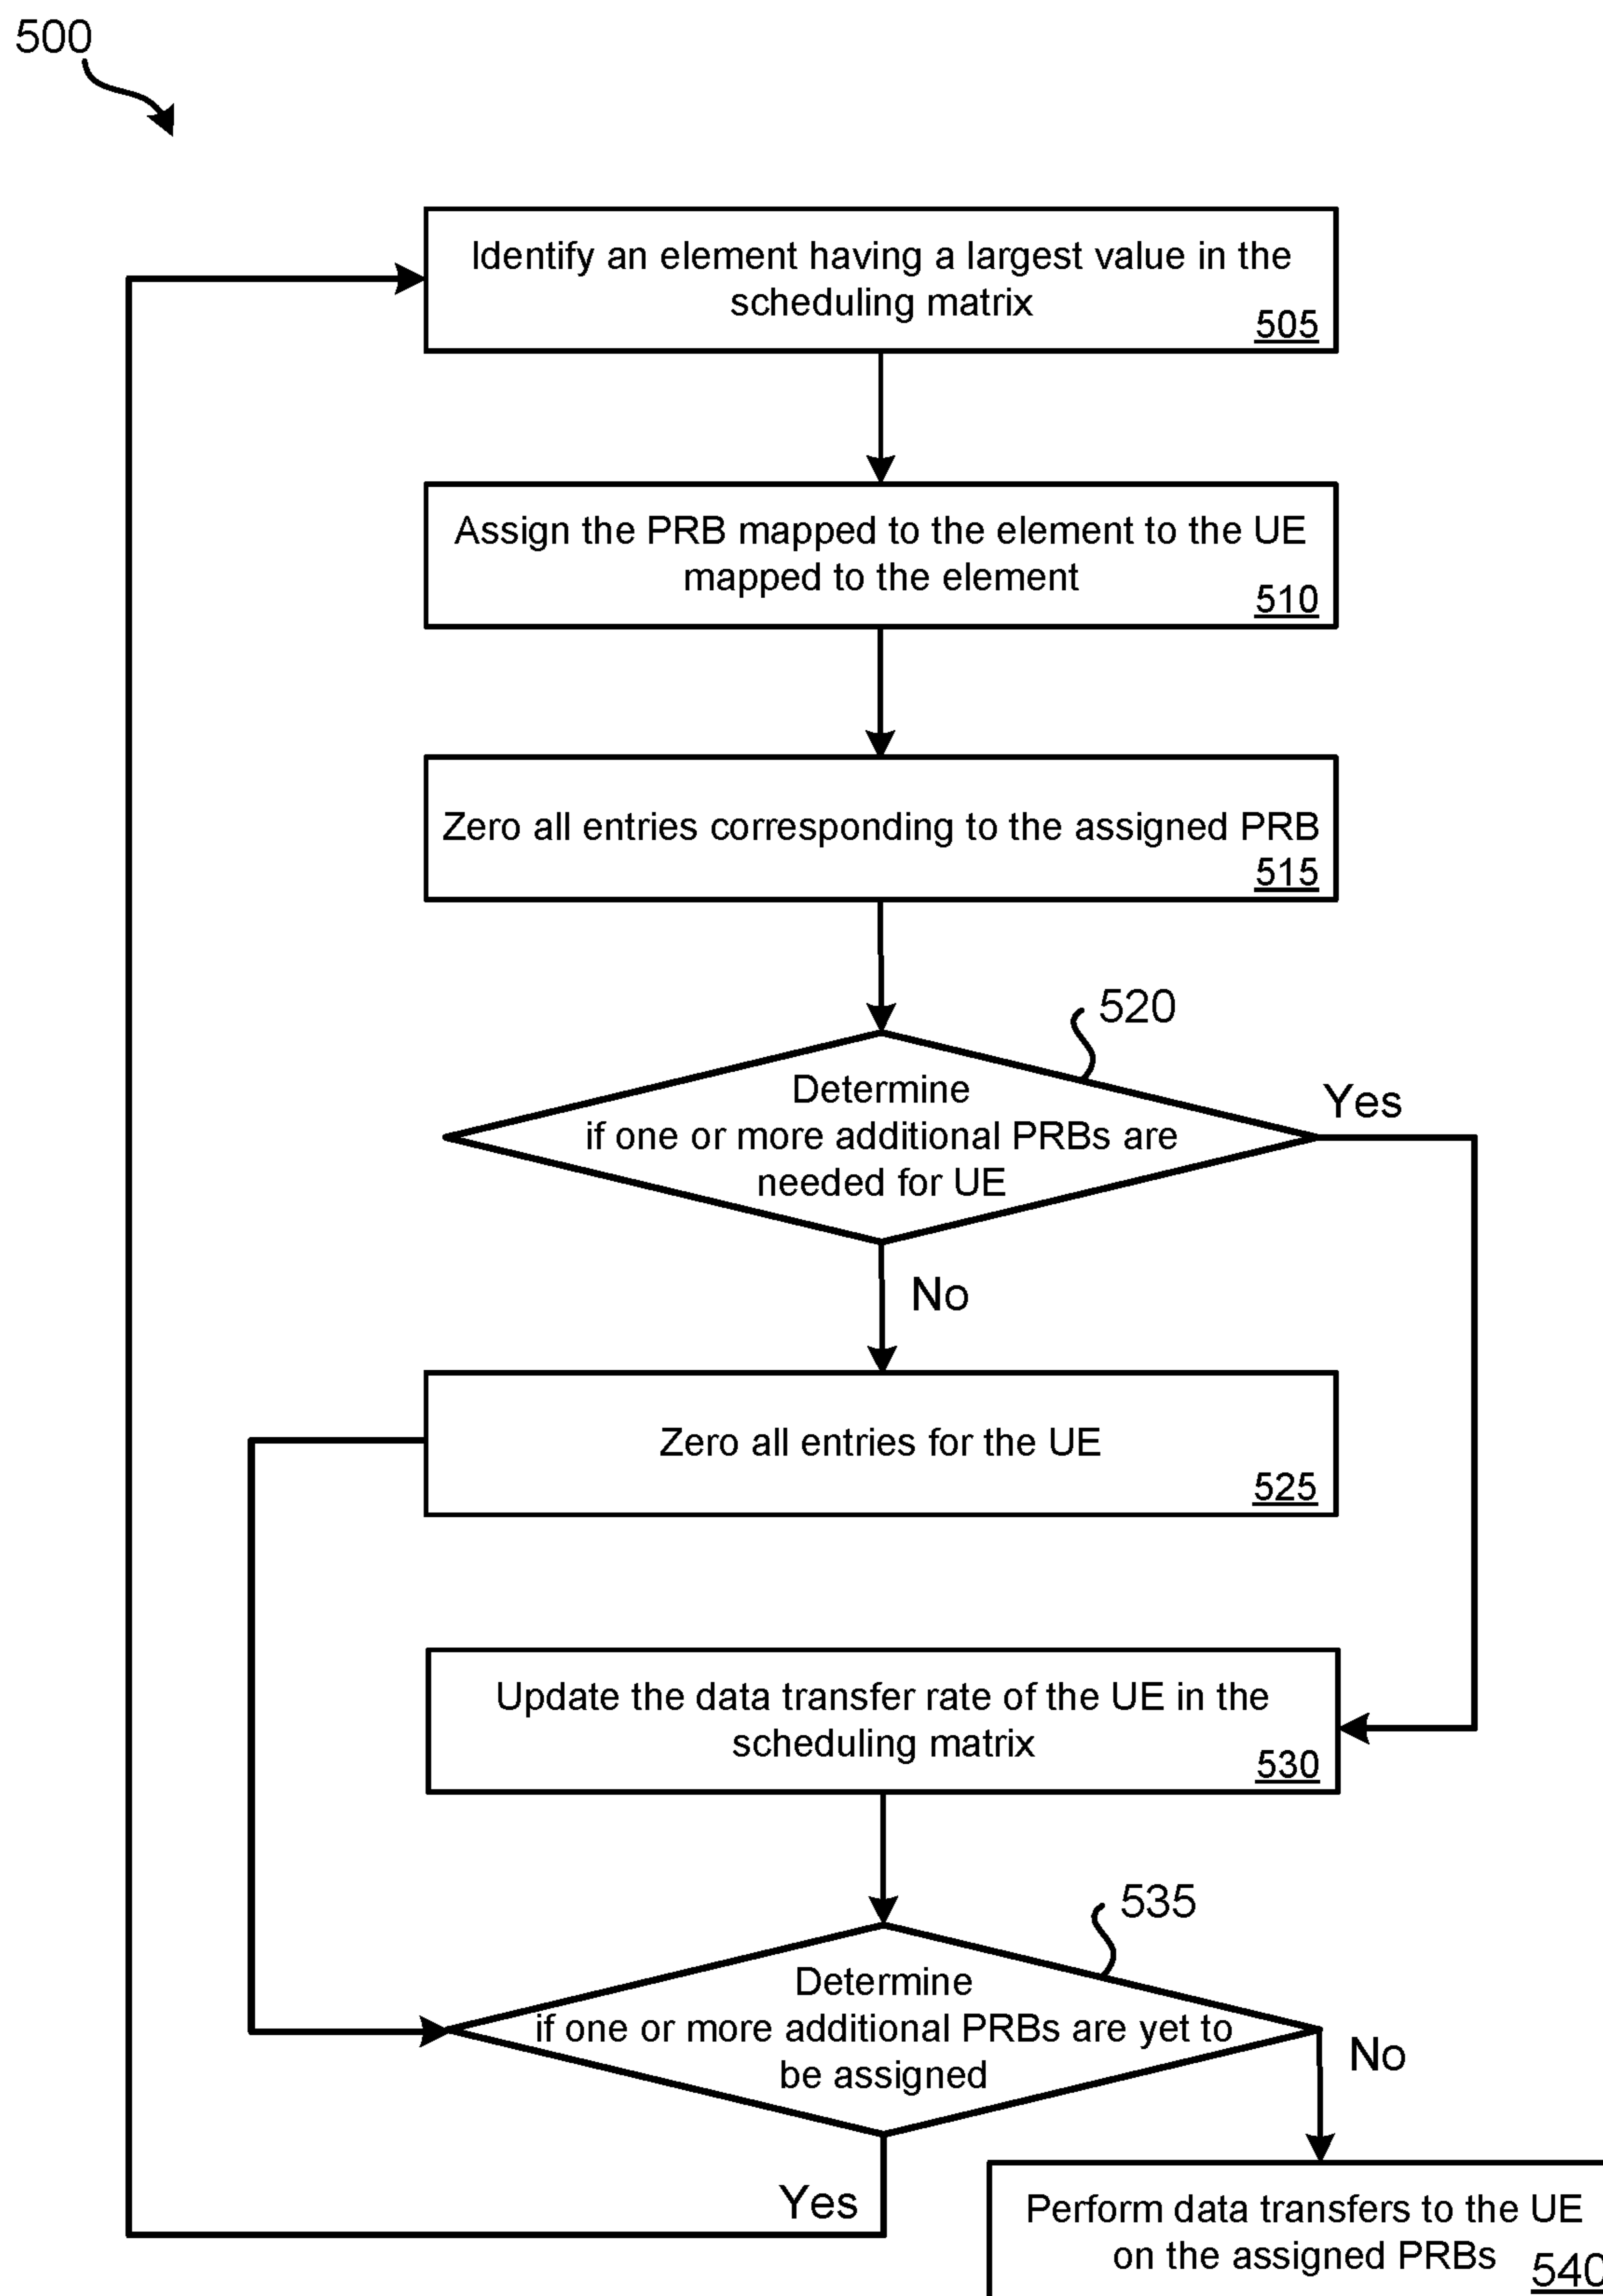 500
Identify an element having a largest value in the
scheduling matrix
505
Assign the PRB mapped to the element to the UE
mapped to the element
510
Zero all entries corresponding to the assigned PRB
515
520
Determine
if one or more additional PRBs are
needed for UE
Yes
No
Zero all entries for the UE
525
Update the data transfer rate of the UE in the
scheduling matrix
530
535
Determine
if one or more additional PRBs are yet to
be assigned
No
Yes
Perform data transfers to the UE
on the assigned PRBs
540